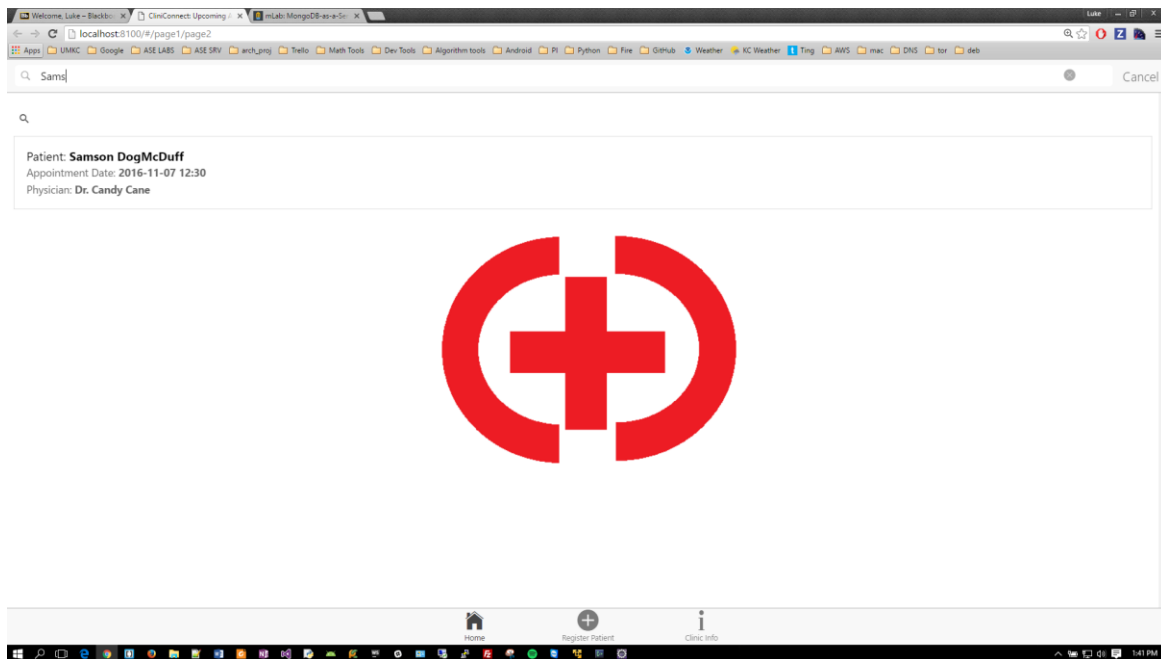 Welcome, Luke – Blackbo
CliniConnect: Upcoming A
mLab: MongoDB-as-a-Se
Luke
localhost:8100/#/page1/page2
Apps UMKC Google ASE LABS ASE SRV arch_proj Trello Math Tools Dev Tools Algorithm tools Android PI Python Fire GitHub Weather KC Weather Ting AWS mac DNS tor deb
Sams
Cancel
Patient: Samson DogMcDuff
Appointment Date: 2016-11-07 12:30
Physician: Dr. Candy Cane
Home
Register Patient
Clinic Info
1:41 PM